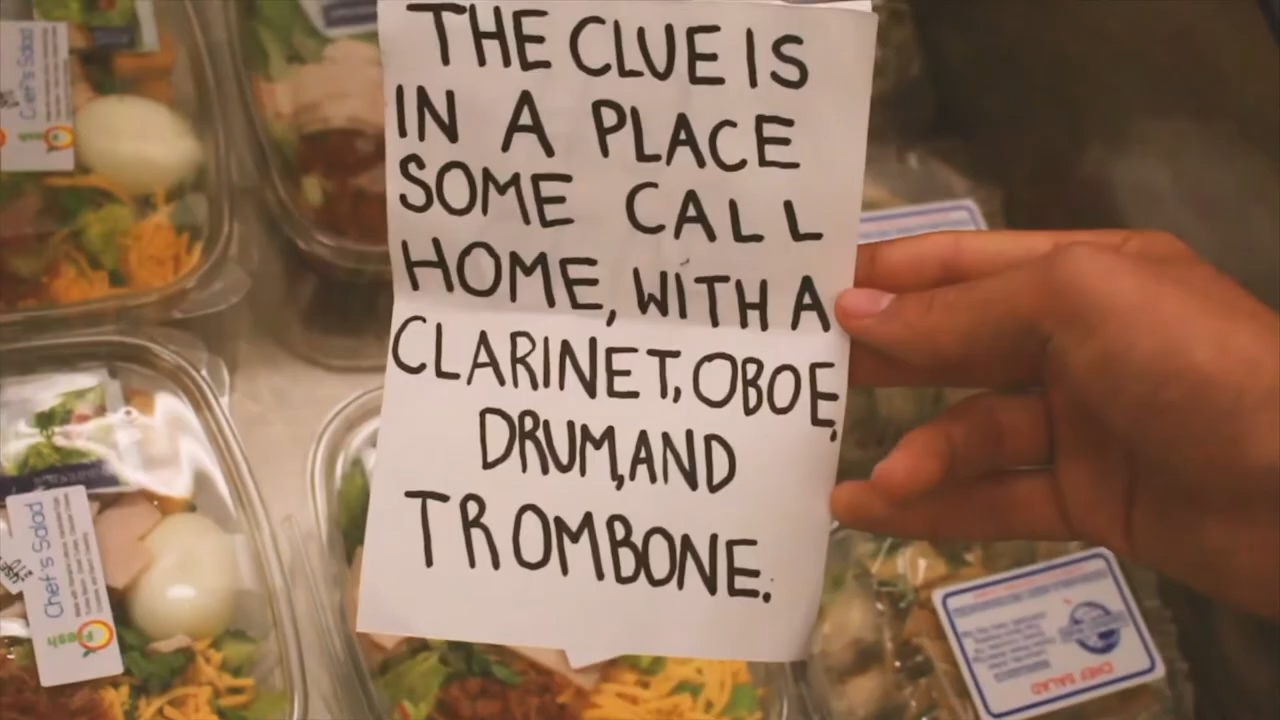 THE CLUE IS
IN A PLACE
SOME CALL
HOME, WITH A
CLARINET, OBOE,
DRUM, AND
TROMBONE.
Chef's Salad
Chef's Salad
fresh
CHEF SALAD